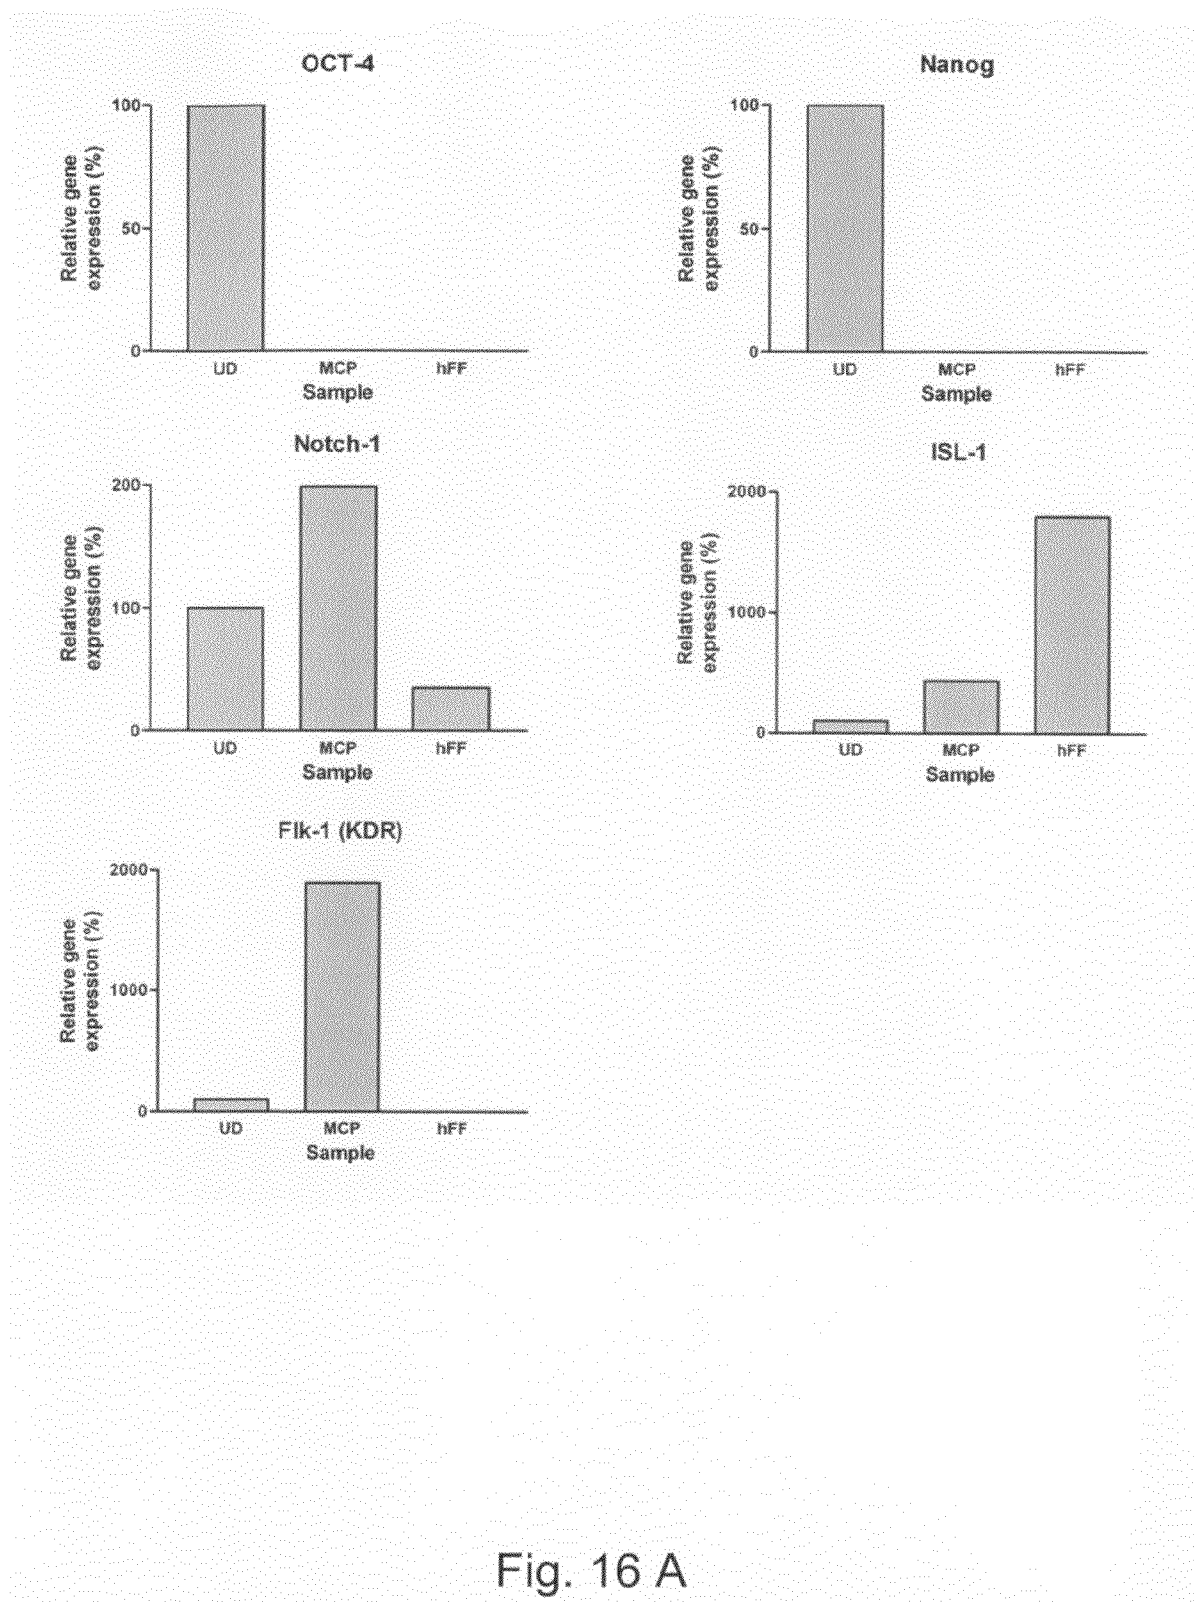 OCT-4
Relative gene
expression (%)
100
50
0
UD MCP hFF
Sample
Nanog
Relative gene
expression (%)
100
50
0
UD MCP hFF
Sample
Notch-1
Relative gene
expression (%)
200
100
0
UD MCP hFF
Sample
ISL-1
Relative gene
expression (%)
2000
1000
0
UD MCP hFF
Sample
Flk-1 (KDR)
Relative gene
expression (%)
2000
1000
0
UD MCP hFF
Sample
Fig. 16 A